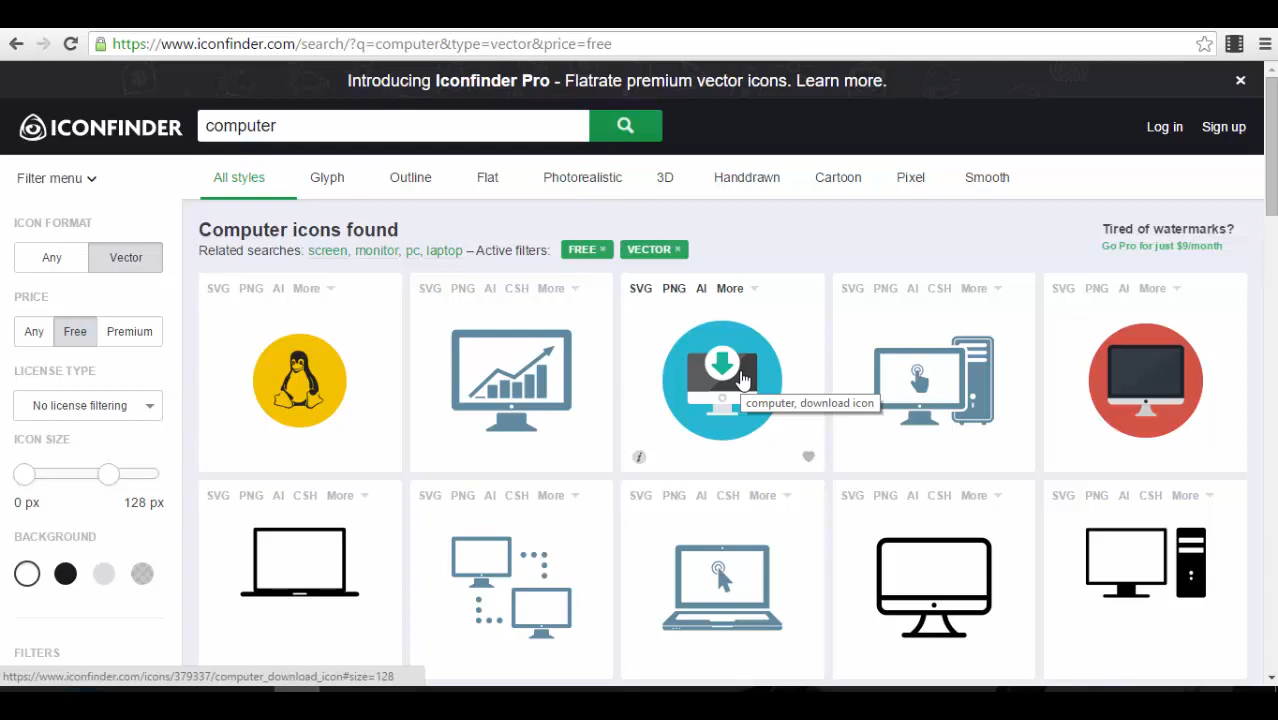 https://www.iconfinder.com/search/?q=computer&type=vector&price=free
Introducing Iconfinder Pro - Flatrate premium vector icons. Learn more.
ICONFINDER
computer
Log in
Sign up
Filter menu
All styles
Glyph
Outline
Flat
Photorealistic
3D
Handdrawn
Cartoon
Pixel
Smooth
ICON FORMAT
Any
Vector
PRICE
Any
Free
Premium
LICENSE TYPE
No license filtering
ICON SIZE
0 px
128 px
BACKGROUND
FILTERS
Computer icons found
Related searches: screen, monitor, pc, laptop – Active filters: FREE × VECTOR ×
Tired of watermarks?
Go Pro for just $9/month
SVG PNG AI More
SVG PNG AI CSH More
SVG PNG AI More
SVG PNG AI CSH More
SVG PNG AI More
computer, download icon
SVG PNG AI CSH More
SVG PNG AI CSH More
SVG PNG AI CSH More
SVG PNG AI CSH More
SVG PNG AI CSH More
https://www.iconfinder.com/icons/379337/computer_download_icon#size=128